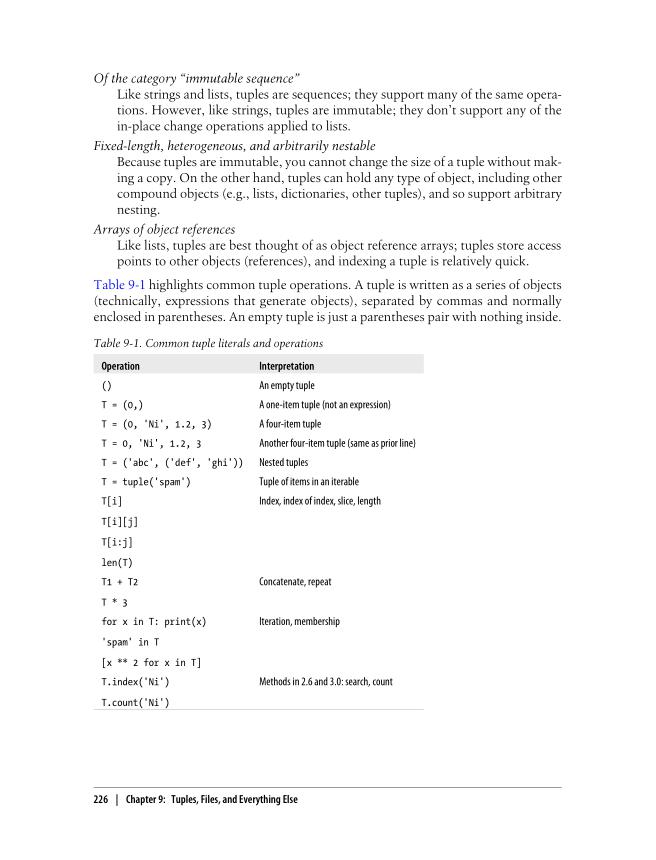 Of the category “immutable sequence”
Like strings and lists, tuples are sequences; they support many of the same opera-
tions. However, like strings, tuples are immutable; they don’t support any of the
in-place change operations applied to lists.
Fixed-length, heterogeneous, and arbitrarily nestable
Because tuples are immutable, you cannot change the size of a tuple without mak-
ing a copy. On the other hand, tuples can hold any type of object, including other
compound objects (e.g., lists, dictionaries, other tuples), and so support arbitrary
nesting.
Arrays of object references
Like lists, tuples are best thought of as object reference arrays; tuples store access
points to other objects (references), and indexing a tuple is relatively quick.
Table 9-1 highlights common tuple operations. A tuple is written as a series of objects
(technically, expressions that generate objects), separated by commas and normally
enclosed in parentheses. An empty tuple is just a parentheses pair with nothing inside.
Table 9-1. Common tuple literals and operations
Operation Interpretation
() An empty tuple
T = (0,) A one-item tuple (not an expression)
T = (0, 'Ni', 1.2, 3) A four-item tuple
T = 0, 'Ni', 1.2, 3 Another four-item tuple (same as prior line)
T = ('abc', ('def', 'ghi')) Nested tuples
T = tuple('spam') Tuple of items in an iterable
T[i] Index, index of index, slice, length
T[i][j]
T[i:j]
len(T)
T1 + T2 Concatenate, repeat
T * 3
for x in T: print(x) Iteration, membership
'spam' in T
[x ** 2 for x in T]
T.index('Ni') Methods in 2.6 and 3.0: search, count
T.count('Ni')
226 | Chapter 9: Tuples, Files, and Everything Else